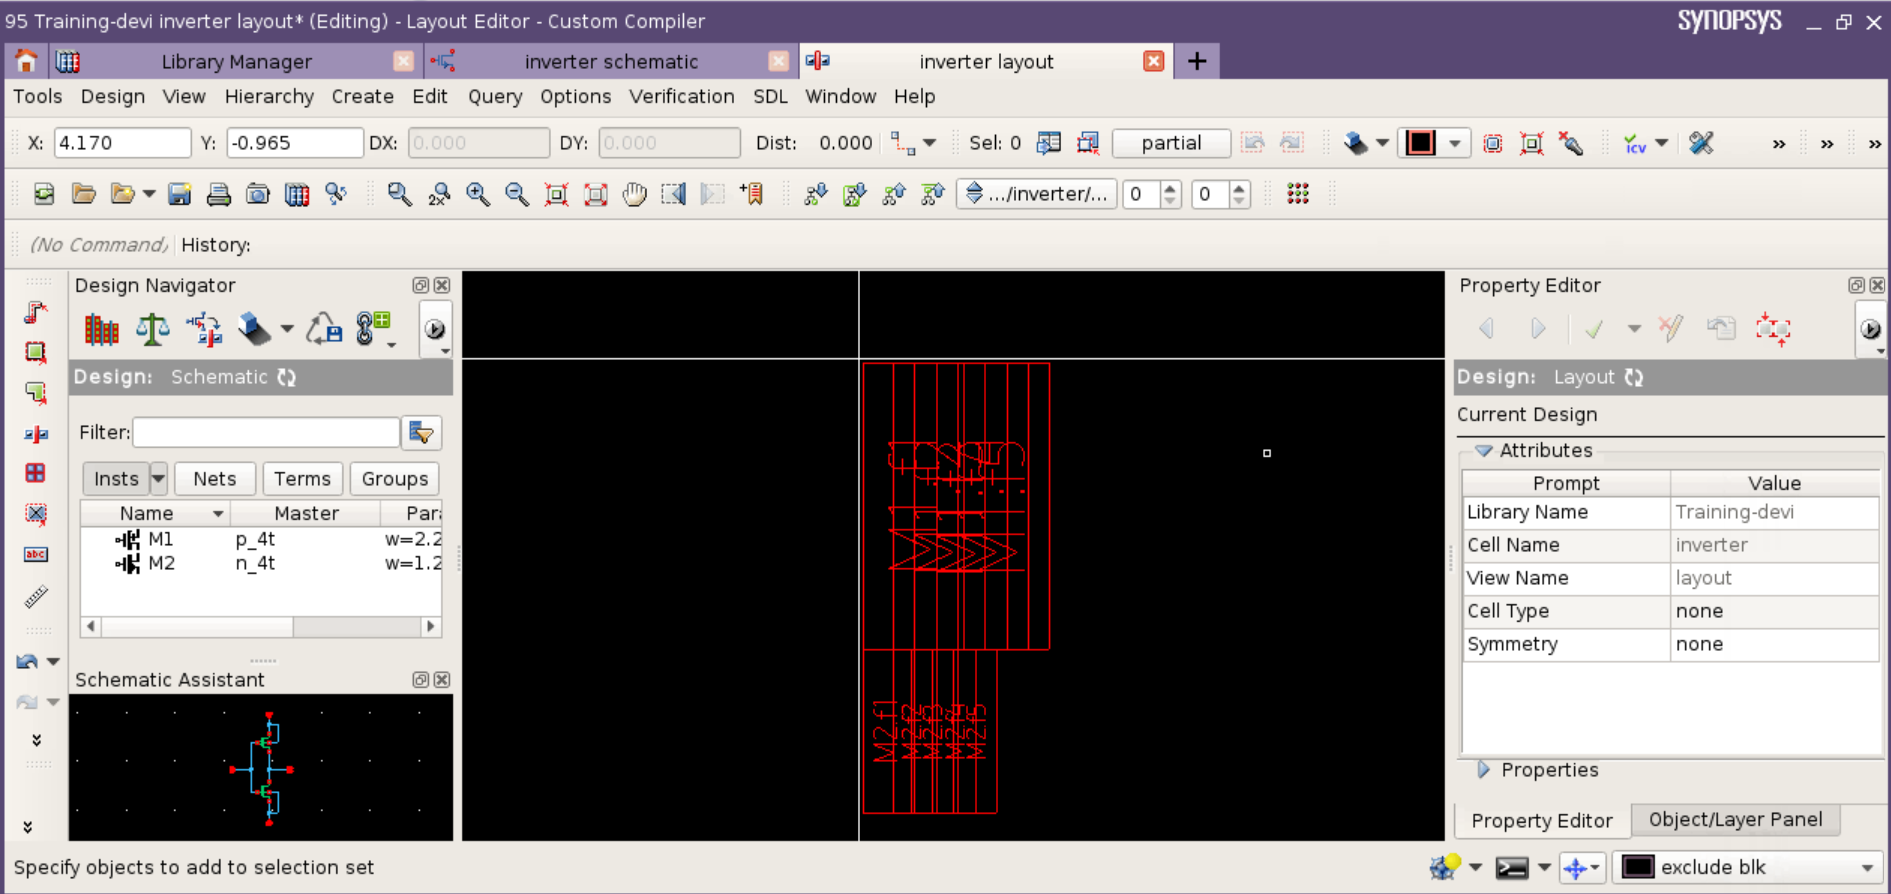 95 Training-devi inverter layout* (Editing) - Layout Editor - Custom Compiler
SYNOPSYS
Library Manager
inverter schematic
inverter layout
Tools Design View Hierarchy Create Edit Query Options Verification SDL Window Help
X: 4.170 Y: -0.965 DX: 0.000 DY: 0.000 Dist: 0.000 Sel: 0 partial
icv
2x
.../inverter/... 0 0
(No Command) History:
Design Navigator
Design: Schematic
Filter:
Insts Nets Terms Groups
Name Master Par
M1 p_4t w=2.2
M2 n_4t w=1.2
abc
Schematic Assistant
M2.f1
M2.f2
M2.f3
M2.f4
M2.f5
Property Editor
Design: Layout
Current Design
Attributes
Prompt Value
Library Name Training-devi
Cell Name inverter
View Name layout
Cell Type none
Symmetry none
Properties
Property Editor Object/Layer Panel
Specify objects to add to selection set
exclude blk